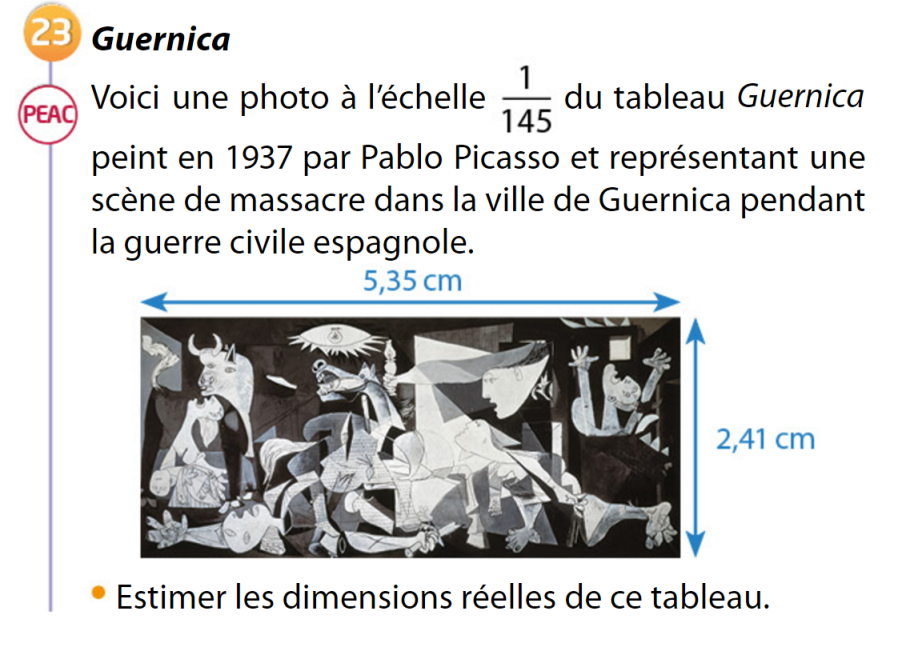 23 Guernica
PEAC
Voici une photo à l’échelle 1/145 du tableau Guernica
peint en 1937 par Pablo Picasso et représentant une
scène de massacre dans la ville de Guernica pendant
la guerre civile espagnole.
5,35 cm
2,41 cm
• Estimer les dimensions réelles de ce tableau.